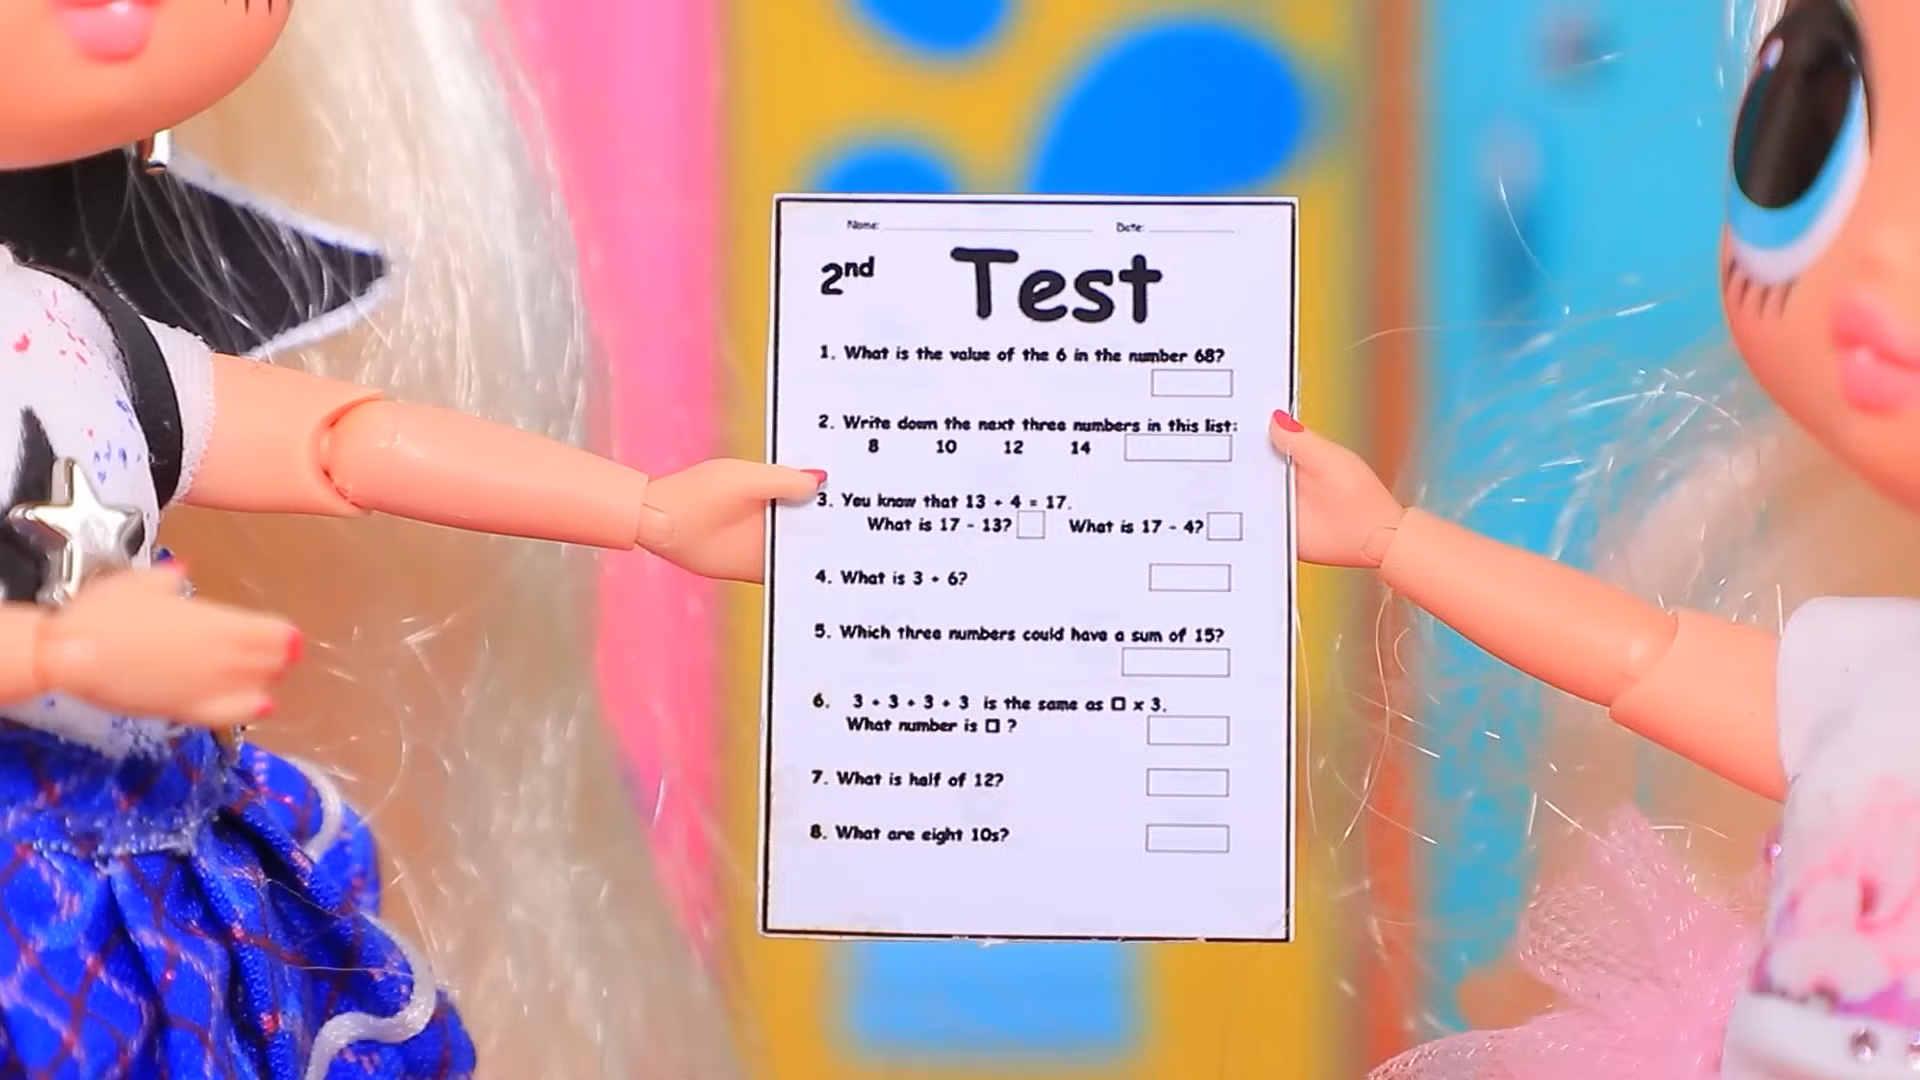 Name: Date:
2nd Test
1. What is the value of the 6 in the number 68?
2. Write down the next three numbers in this list:
8 10 12 14
3. You know that 13 + 4 = 17.
What is 17 - 13? What is 17 - 4?
4. What is 3 + 6?
5. Which three numbers could have a sum of 15?
6. 3 + 3 + 3 + 3 is the same as □ x 3.
What number is □ ?
7. What is half of 12?
8. What are eight 10s?